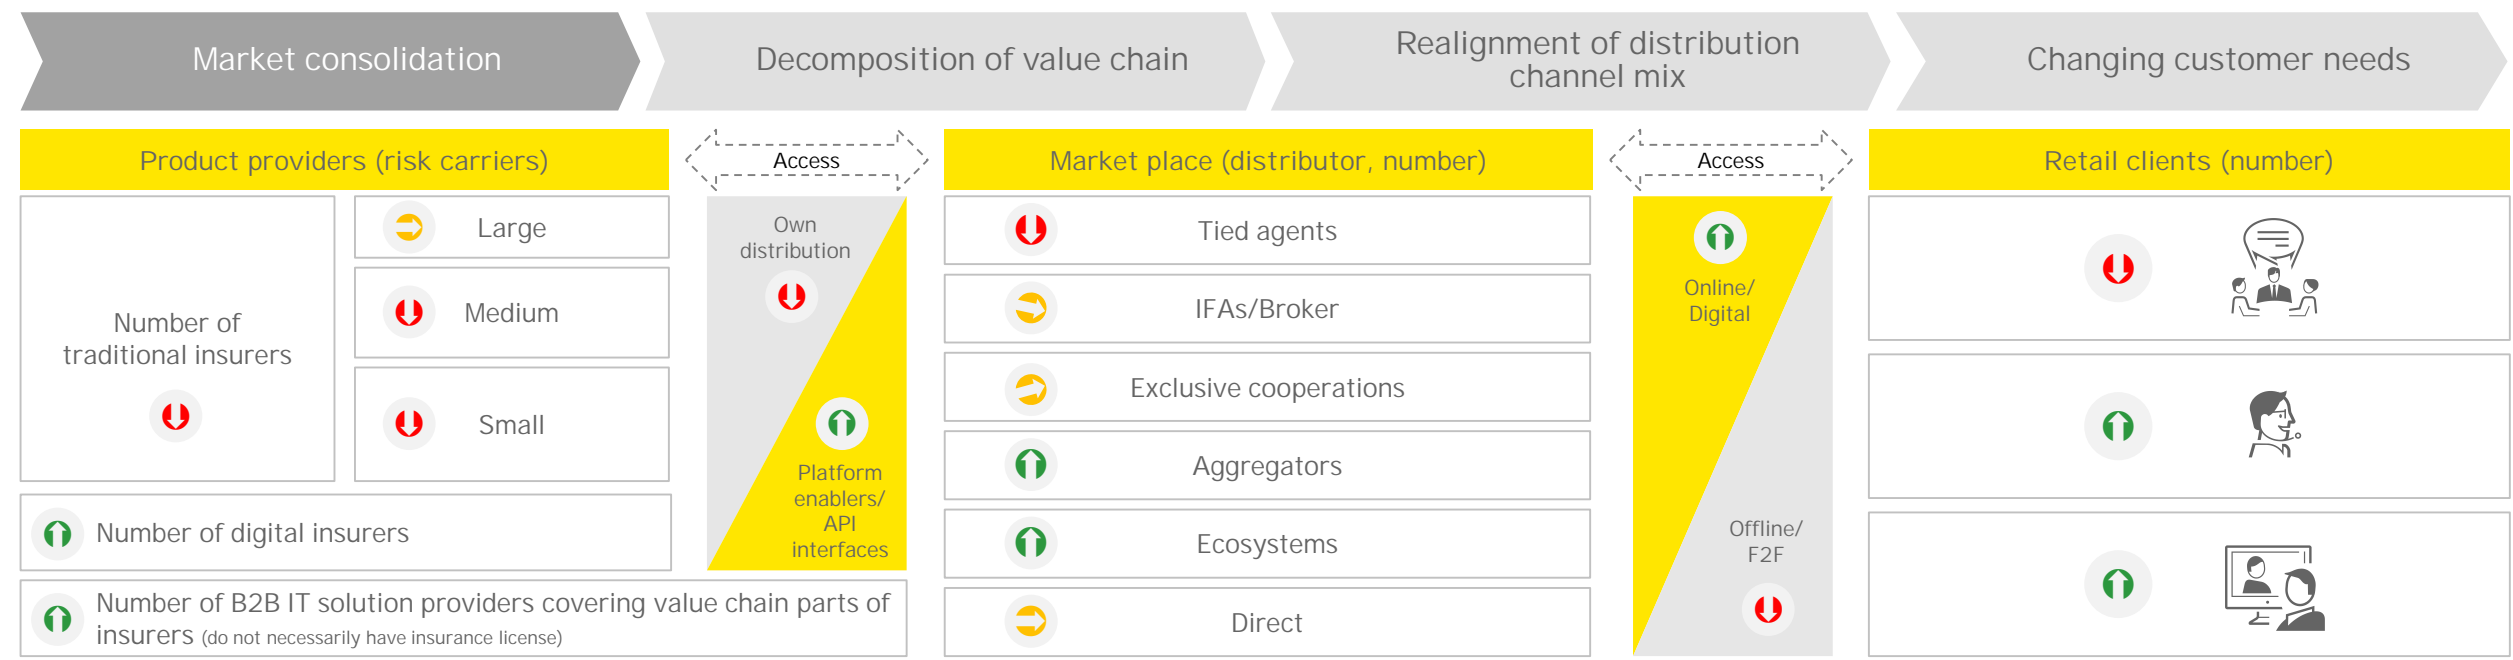 Market consolidation
Decomposition of value chain
Realignment of distribution
channel mix
Changing customer needs
Product providers (risk carriers)
Access
Market place (distributor, number)
Access
Retail clients (number)
Number of
traditional insurers
Large
Medium
Small
Number of digital insurers
Number of B2B IT solution providers covering value chain parts of
insurers (do not necessarily have insurance license)
Own
distribution
Platform
enablers/
API
interfaces
Tied agents
IFAs/Broker
Exclusive cooperations
Aggregators
Ecosystems
Direct
Online/
Digital
Offline/
F2F